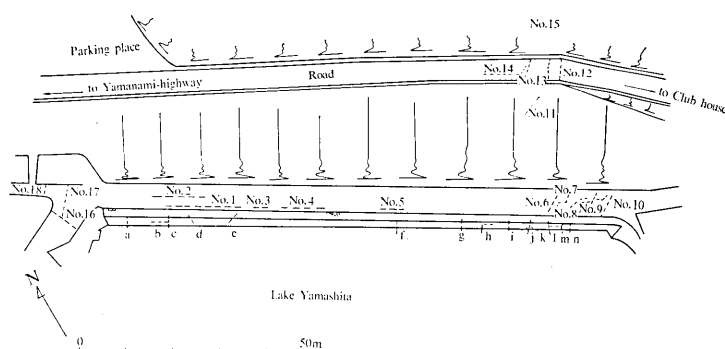 No.15
Parking place
No.14
No.13
No.12
Road
to Yamanami-highway
to Club house
No.11
No.18
No.17
No.16
No.2
No.1
No.3
No.4
No.5
No.6
No.7
No.8
No.9
No.10
a b c d e f g h i j k l m n
Lake Yamashita
N
0 50m